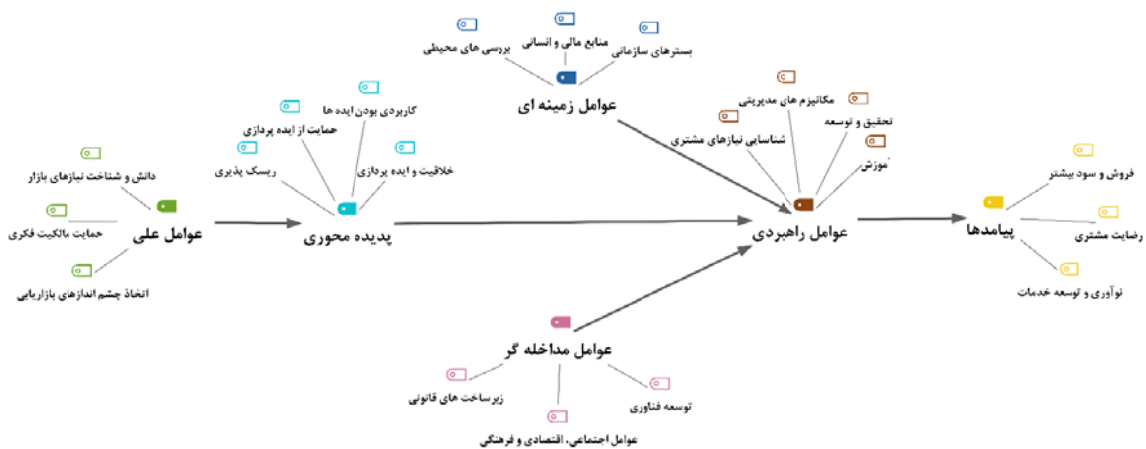 بررسی های محیطی
منابع مالی و انسانی
بسترهای سازمانی
عوامل زمینه ای
کاربردی بودن ایده ها
حمایت از ایده پردازی
ریسک پذیری
خلاقیت و ایده پردازی
پدیده محوری
مکانیزم های مدیریتی
تحقیق و توسعه
شناسایی نیازهای مشتری
آموزش
عوامل راهبردی
دانش و شناخت نیازهای بازار
حمایت مالکیت فکری
عوامل علی
اتخاذ چشم اندازهای بازاریابی
فروش و سود بیشتر
رضایت مشتری
پیامدها
نوآوری و توسعه خدمات
عوامل مداخله گر
زیرساخت های قانونی
توسعه فناوری
عوامل اجتماعی، اقتصادی و فرهنگی